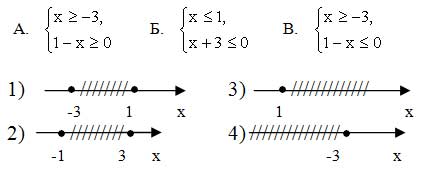 А. { x ≥ −3, 1 − x ≥ 0 Б. { x ≤ 1, x + 3 ≤ 0 В. { x ≥ −3, 1 − x ≤ 0
1) 3)
-3 1 x 1 x
2) 4)
-1 3 x -3 x